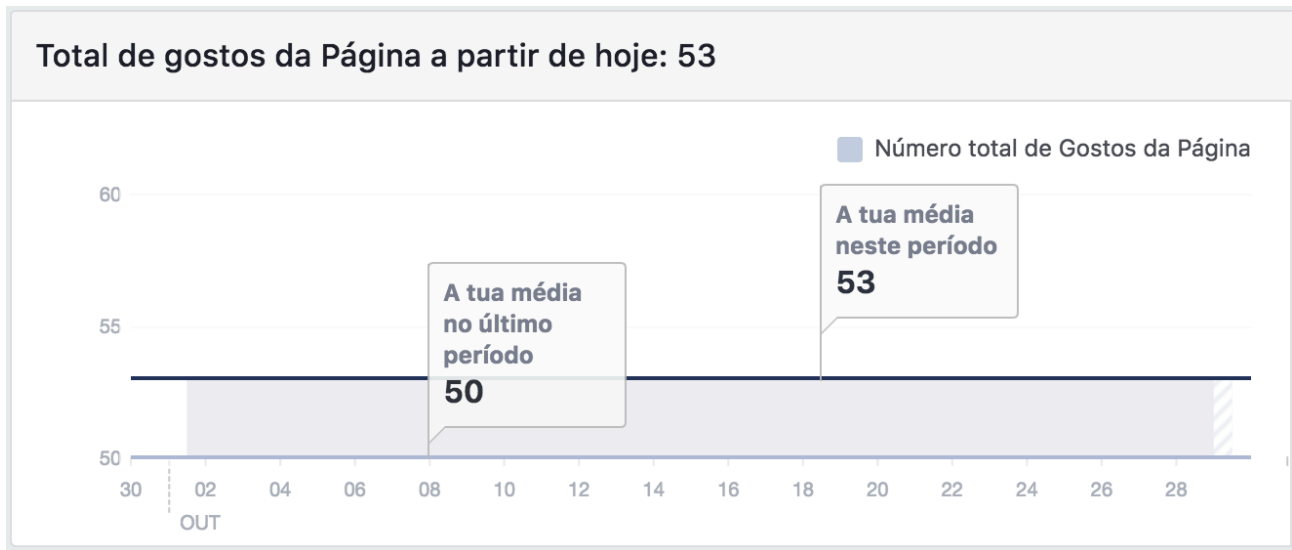 Total de gostos da Página a partir de hoje: 53
Número total de Gostos da Página
60
A tua média
neste período
53
A tua média
no último
período
50
55
50
30 02 04 06 08 10 12 14 16 18 20 22 24 26 28
OUT